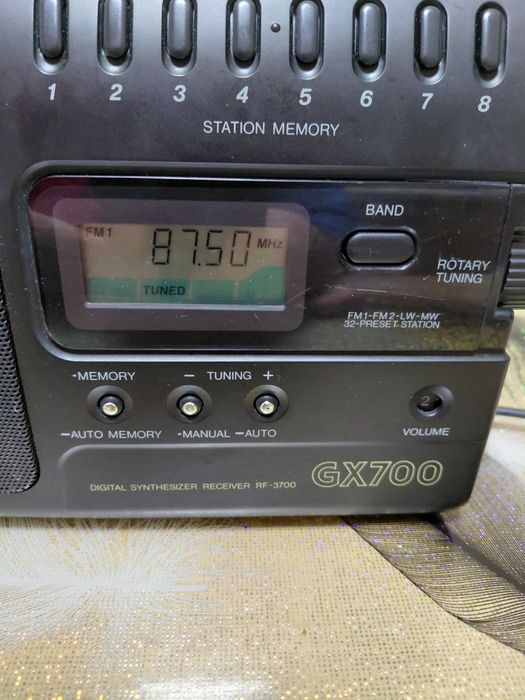 1 2 3 4 5 6 7 8
STATION MEMORY
FM1 87.50 MHz
TUNED
BAND
ROTARY
TUNING
FM1-FM2-LW-MW
32-PRESET STATION
•MEMORY
— TUNING +
—AUTO MEMORY
•MANUAL —AUTO
2
VOLUME
DIGITAL SYNTHESIZER RECEIVER RF-3700
GX700